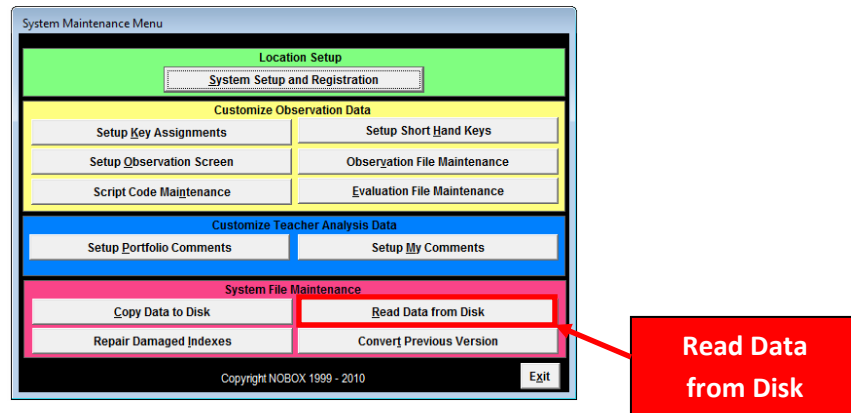 System Maintenance Menu
Location Setup
System Setup and Registration
Customize Observation Data
Setup Key Assignments
Setup Short Hand Keys
Setup Observation Screen
Observation File Maintenance
Script Code Maintenance
Evaluation File Maintenance
Customize Teacher Analysis Data
Setup Portfolio Comments
Setup My Comments
System File Maintenance
Copy Data to Disk
Read Data from Disk
Repair Damaged Indexes
Convert Previous Version
Copyright NOBOX 1999 - 2010
Exit
Read Data
from Disk